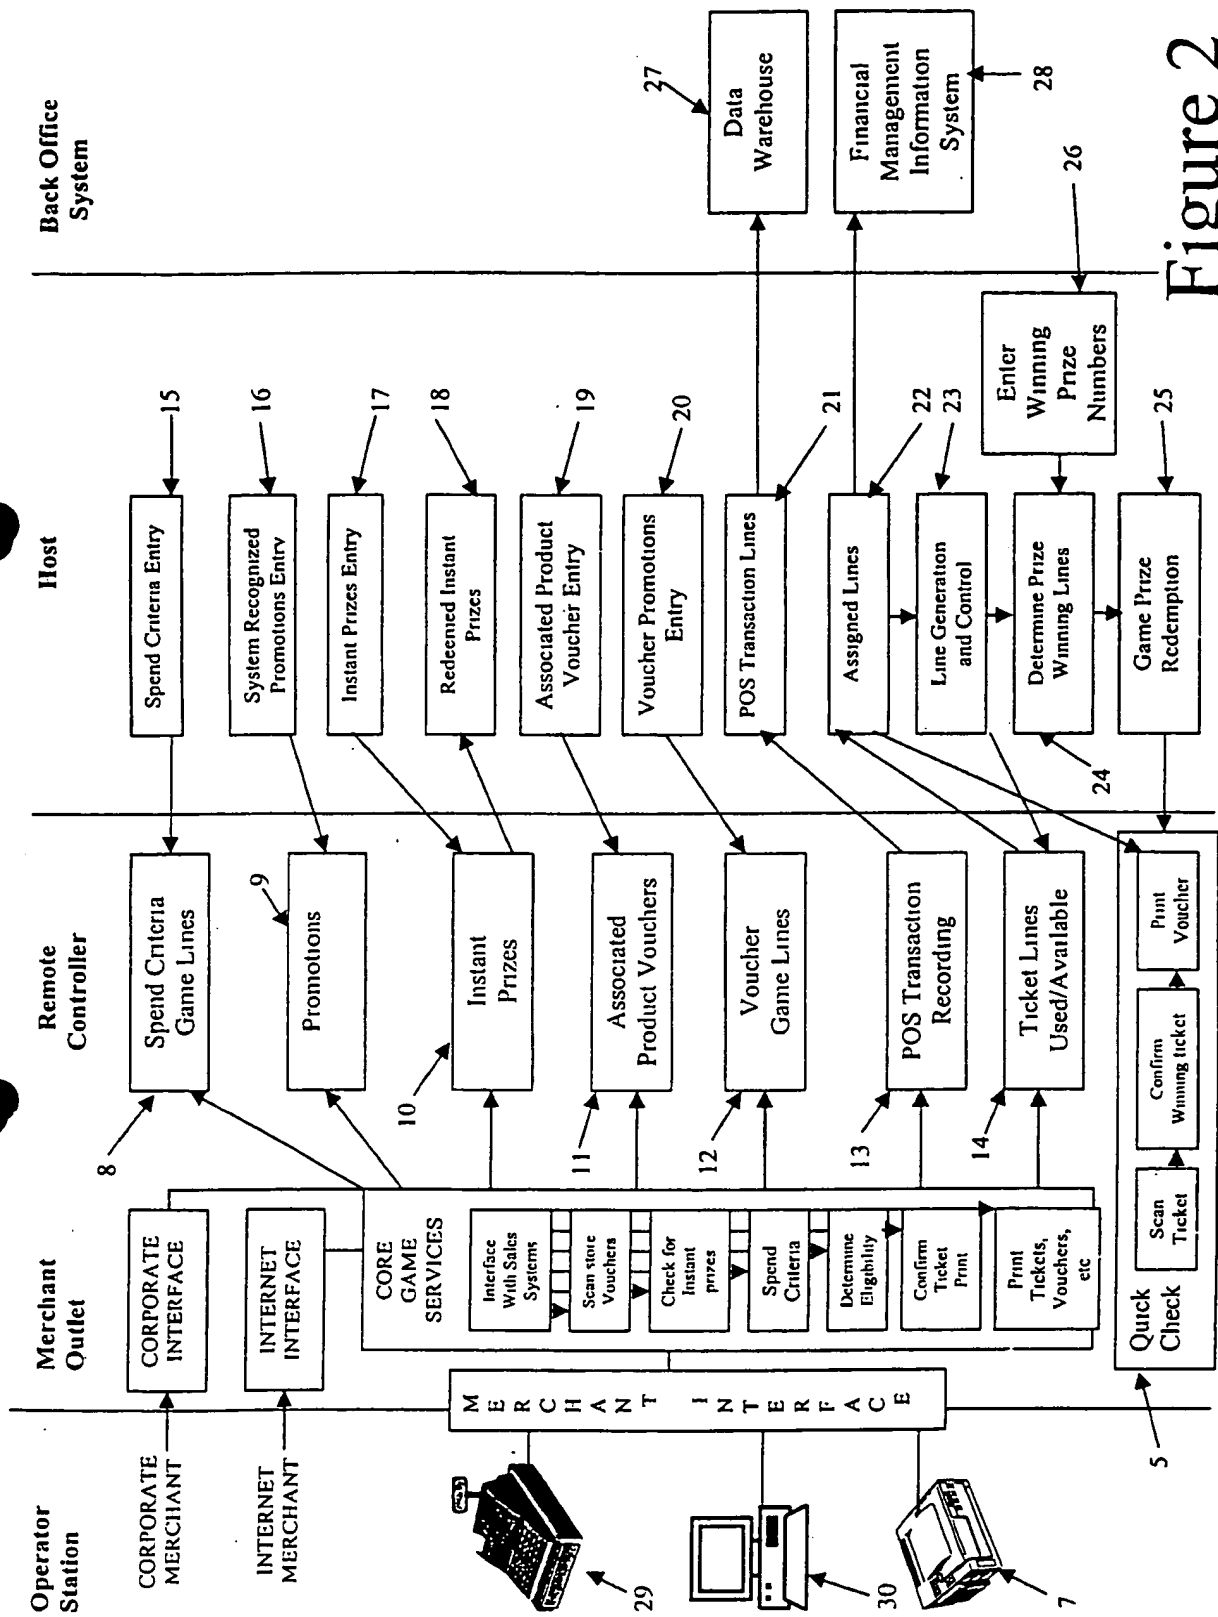 Operator
Station
Merchant
Outlet
Remote
Controller
Host
Back Office
System
CORPORATE
MERCHANT
CORPORATE
INTERFACE
8
Spend Criteria
Game Lines
Spend Criteria Entry
15
INTERNET
MERCHANT
INTERNET
INTERFACE
9
Promotions
System Recognized
Promotions Entry
16
Instant Prizes Entry
17
CORE
GAME
SERVICES
10
Instant
Prizes
Redeemed Instant
Prizes
18
MERCHANT INTERFACE
Interface
With Sales
Systems
Scan store
Vouchers
Check for
Instant
prizes
Spend
Criteria
Determine
Eligibility
Confirm
Ticket
Print
Print
Tickets,
Vouchers,
etc
11
Associated
Product Vouchers
Associated Product
Voucher Entry
19
12
Voucher
Game Lines
Voucher Promotions
Entry
20
13
POS Transaction
Recording
POS Transaction Lines
21
Data
Warehouse
27
14
Ticket Lines
Used/Available
Assigned Lines
22
Financial
Management
Information
System
28
Line Generation
and Control
23
Determine Prize
Winning Lines
24
Enter
Winning
Prize
Numbers
26
Game Prize
Redemption
25
Quick
Check
Scan
Ticket
Confirm
Winning ticket
Print
Voucher
5
29
30
7
Figure 2